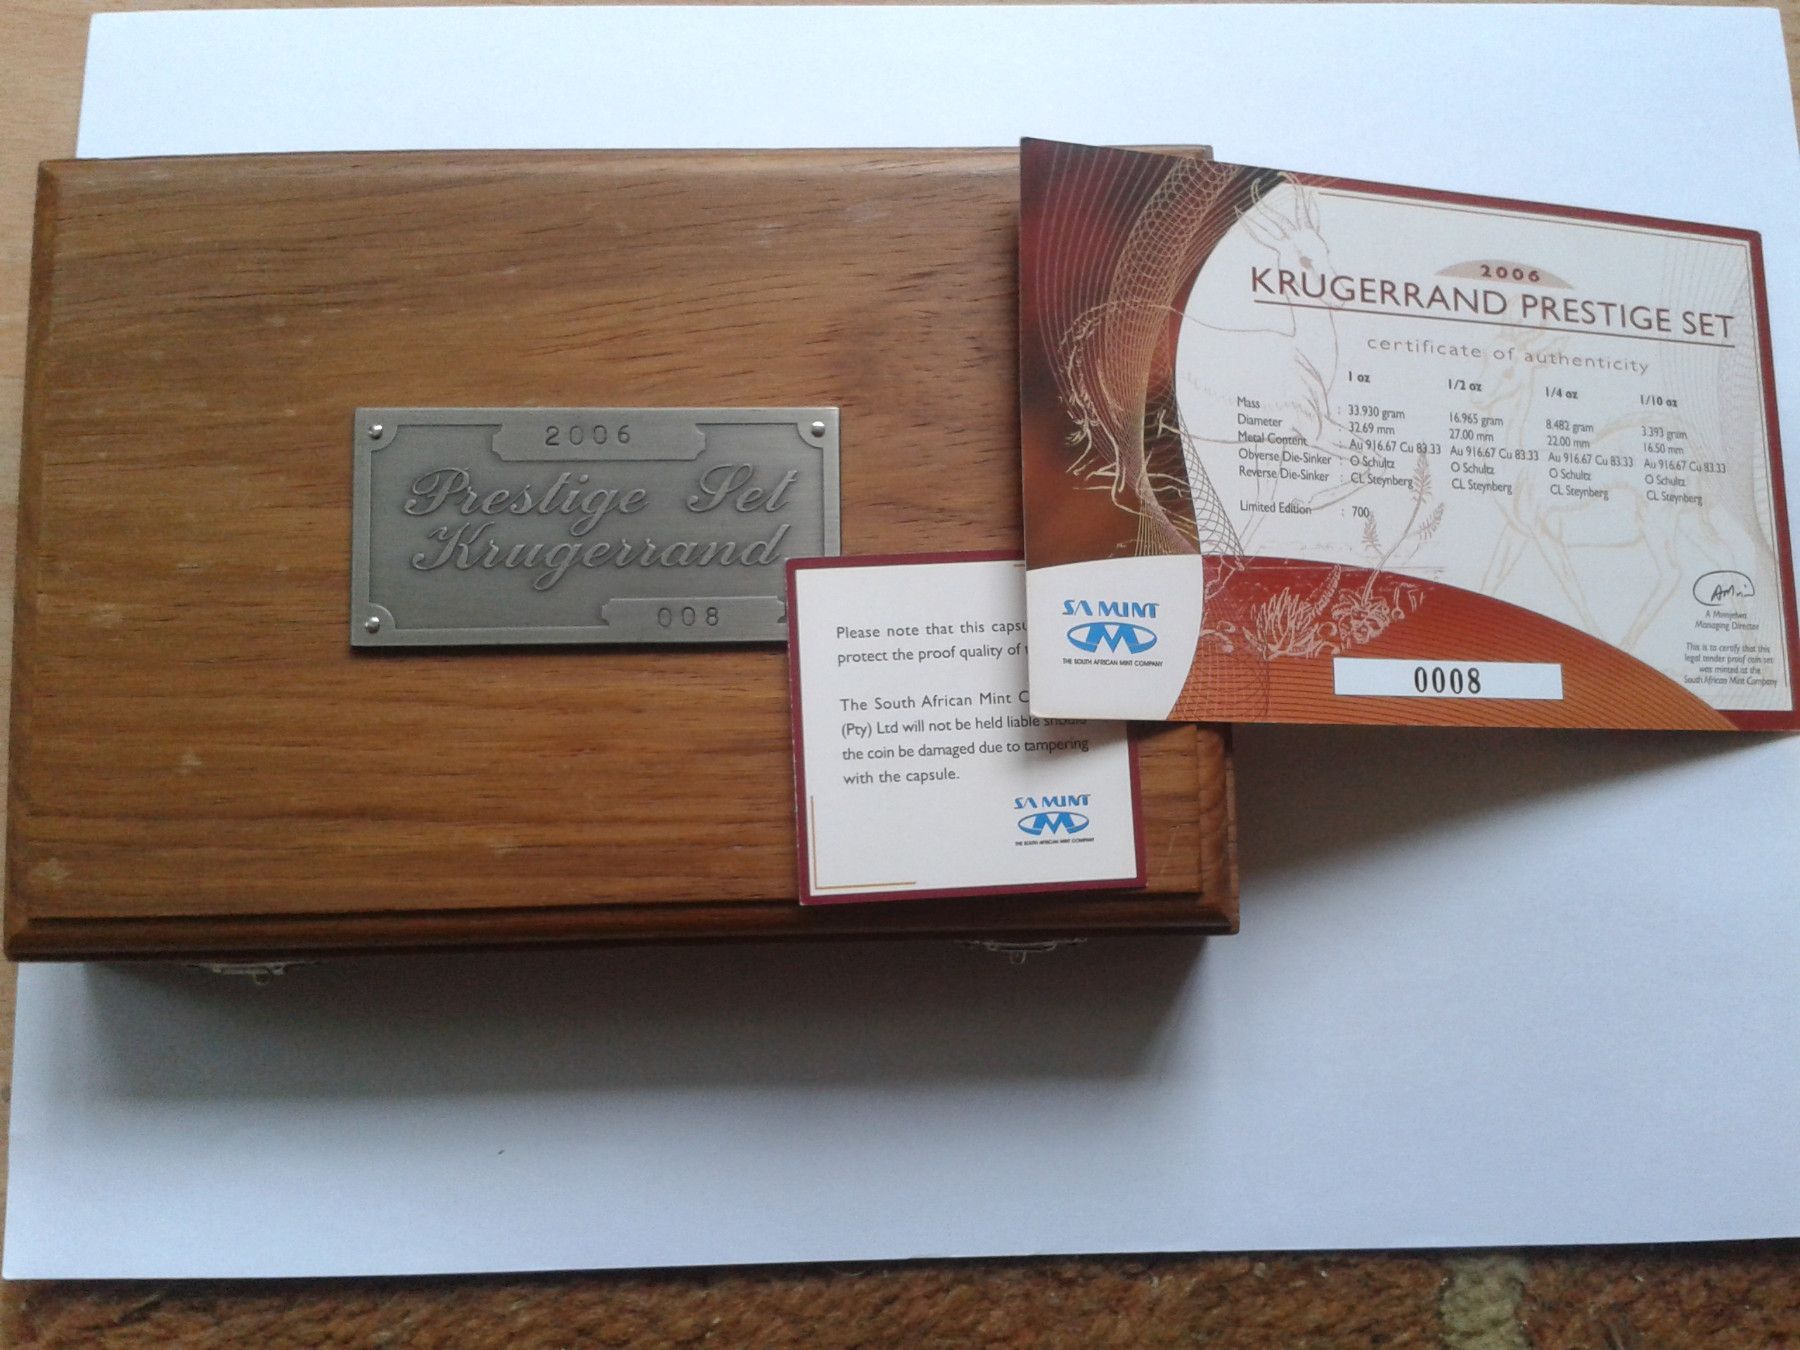 2006
Prestige Set
Krugerrand
008
Please note that this caps
protect the proof quality of
The South African Mint C
(Pty) Ltd will not be held liable should
the coin be damaged due to tampering
with the capsule.
SA MINT
THE SOUTH AFRICAN MINT COMPANY
2006
KRUGERRAND PRESTIGE SET
certificate of authenticity
1 oz 1/2 oz 1/4 oz 1/10 oz
Mass : 33.930 gram 16.965 gram 8.482 gram 3.393 gram
Diameter : 32.69 mm 27.00 mm 22.00 mm 16.50 mm
Metal Content : Au 916.67 Cu 83.33 Au 916.67 Cu 83.33 Au 916.67 Cu 83.33 Au 916.67 Cu 83.33
Obverse Die-Sinker : O Schultz O Schultz O Schultz O Schultz
Reverse Die-Sinker : CL Steynberg CL Steynberg CL Steynberg CL Steynberg
Limited Edition : 700
SA MINT
THE SOUTH AFRICAN MINT COMPANY
0008
Managing Director
This is to certify that this
legal tender proof coin set
was minted at the
South African Mint Company